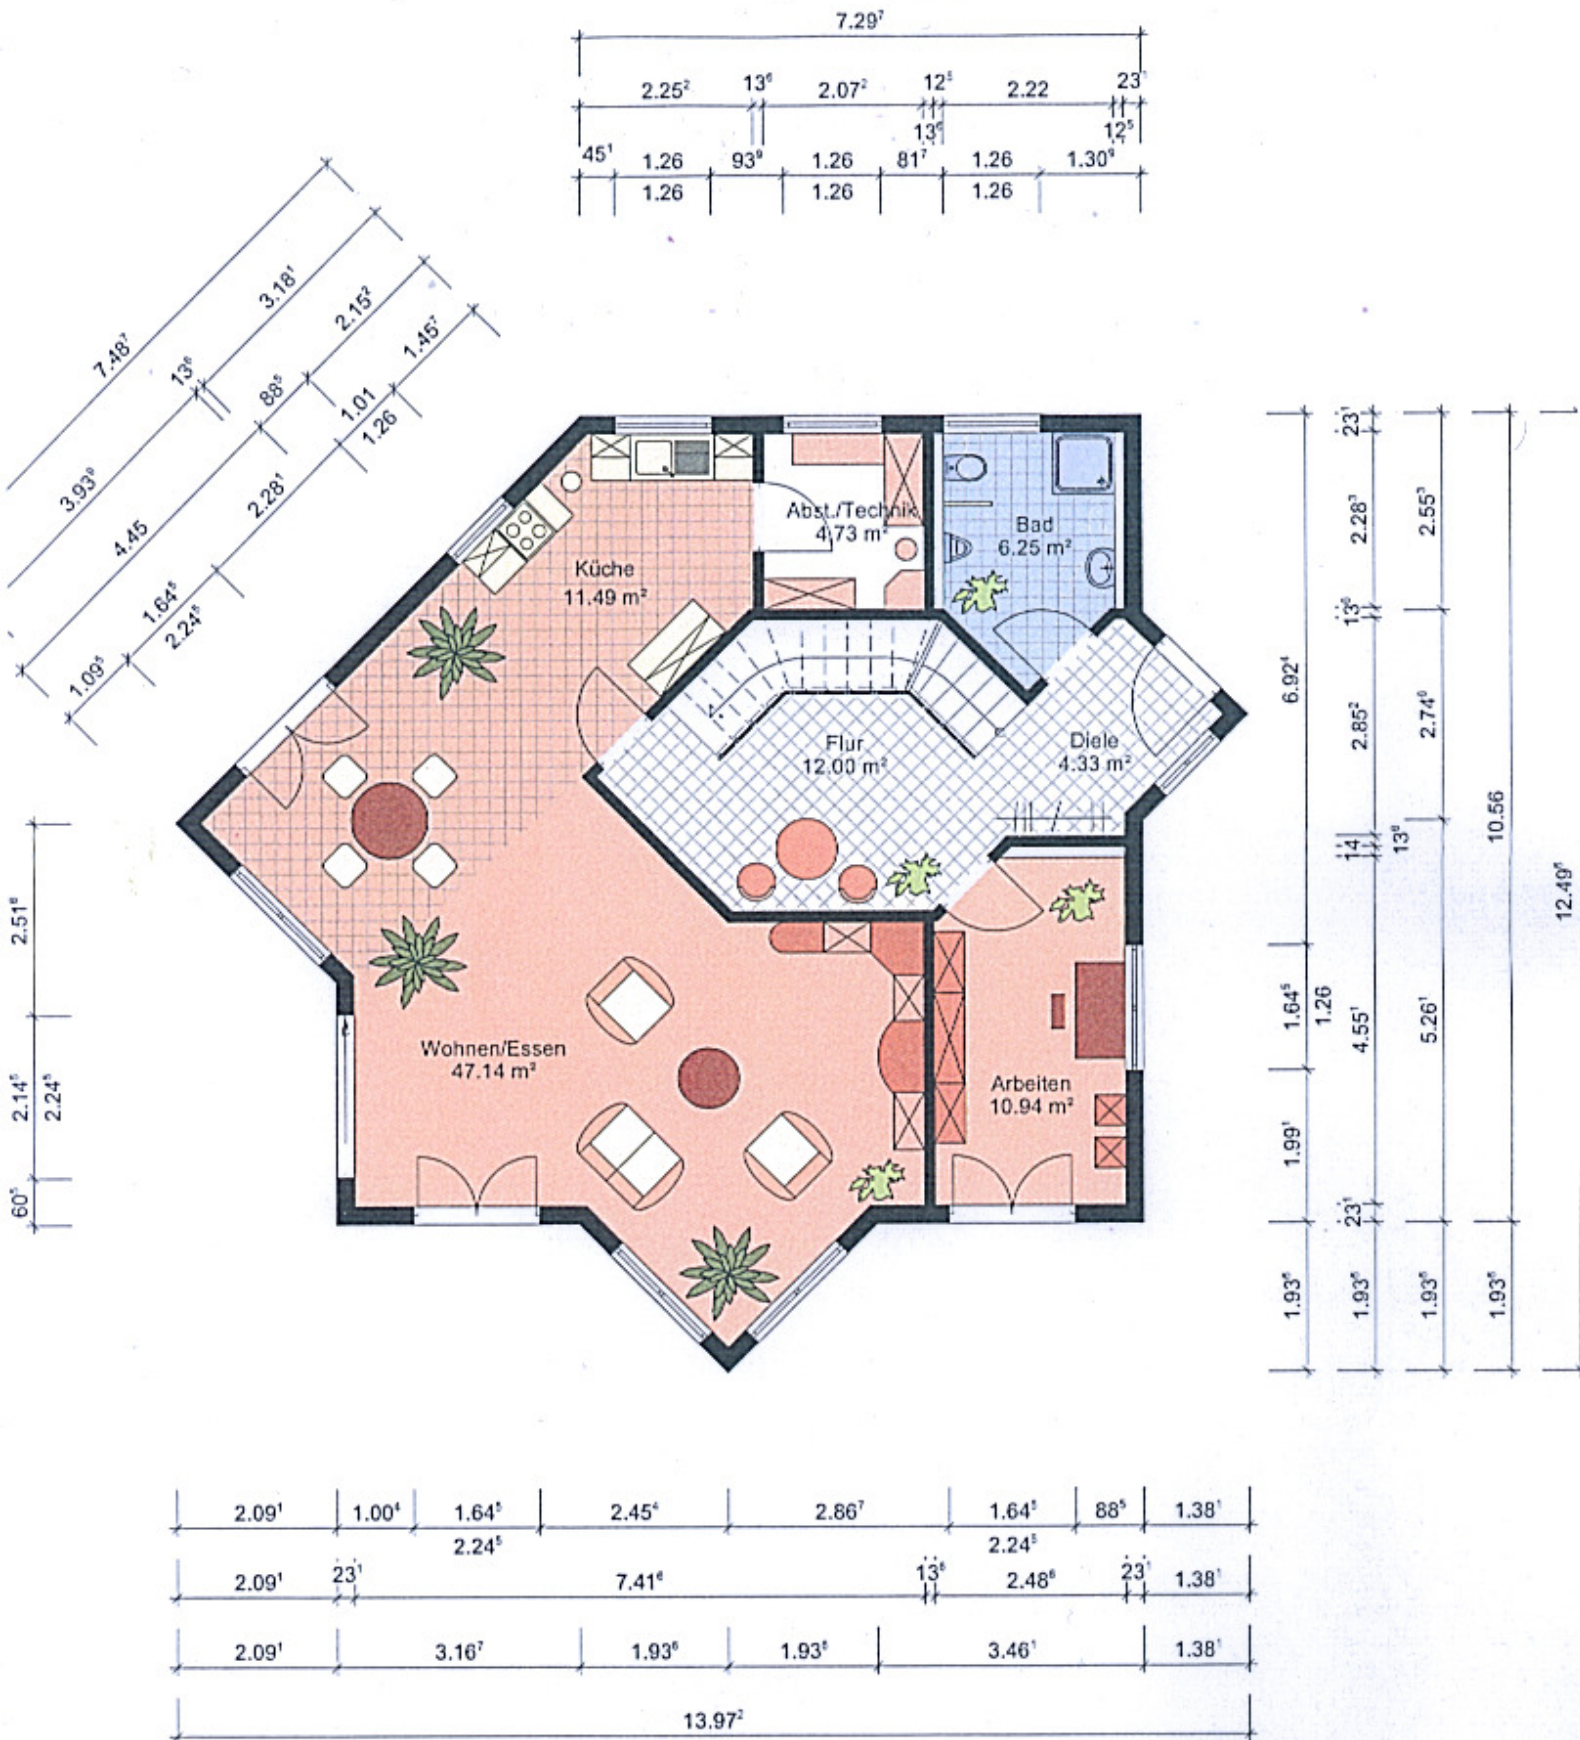 7.29⁷
2.25² 13⁶ 2.07² 12⁵ 2.22 23¹
13⁶ 12⁵
45¹ 1.26 93⁹ 1.26 81⁷ 1.26 1.30⁹
1.26 1.26 1.26
7.48⁷
3.93⁰ 13⁶ 3.18¹
4.45 88⁵ 2.15²
1.09⁵ 1.64⁵ 2.28¹ 1.01 1.45⁷
2.24⁵ 1.26
Küche
11.49 m²
Abst./Technik
4.73 m²
Bad
6.25 m²
Flur
12.00 m²
Diele
4.33 m²
Wohnen/Essen
47.14 m²
Arbeiten
10.94 m²
2.51⁶
2.14⁵
2.24⁵
60⁵
6.92⁴
1.64⁵
1.26
1.99¹
1.93⁶
23¹
2.28³
13⁶
2.85²
14¹
13⁶
4.55¹
23¹
1.93⁶
2.55³
2.74⁶
5.26¹
1.93⁶
10.56
1.93⁶
12.49⁶
2.09¹ 1.00⁴ 1.64⁵ 2.45⁴ 2.86⁷ 1.64⁵ 88⁵ 1.38¹
2.24⁵ 2.24⁵
2.09¹ 23¹ 7.41⁶ 13⁶ 2.48⁶ 23¹ 1.38¹
2.09¹ 3.16⁷ 1.93⁶ 1.93⁶ 3.46¹ 1.38¹
13.97²